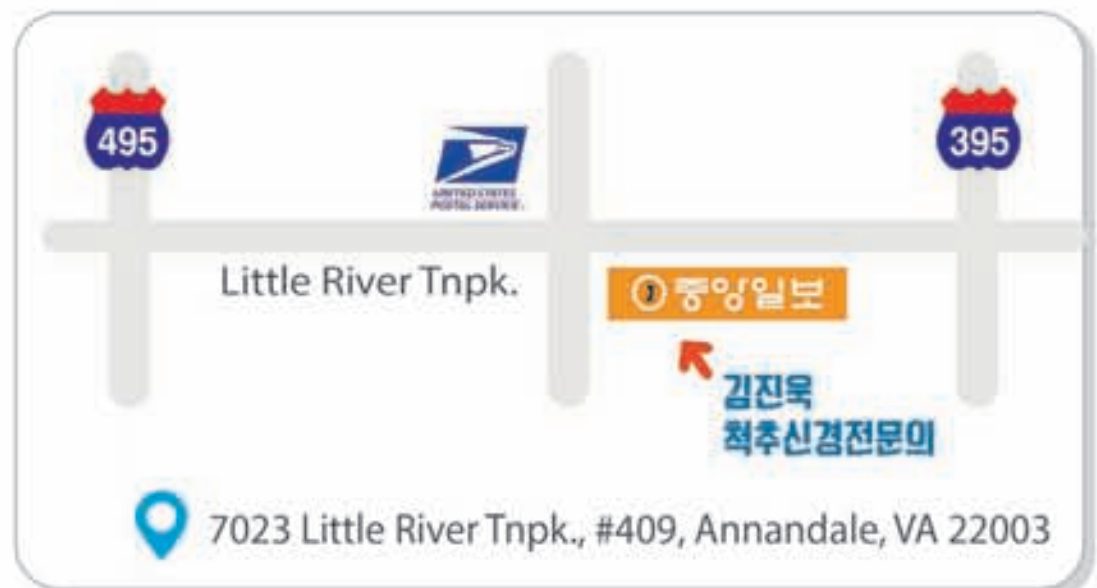 495
395
UNITED STATES
POSTAL SERVICE
Little River Tnpk.
중앙일보
김진욱
척추신경전문의
7023 Little River Tnpk., #409, Annandale, VA 22003